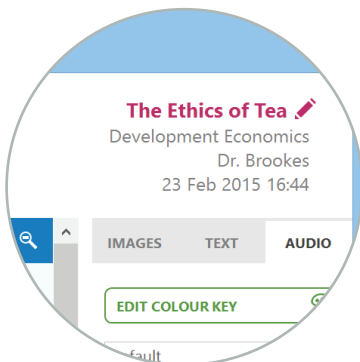 The Ethics of Tea
Development Economics
Dr. Brookes
23 Feb 2015 16:44
IMAGES TEXT AUDIO
EDIT COLOUR KEY